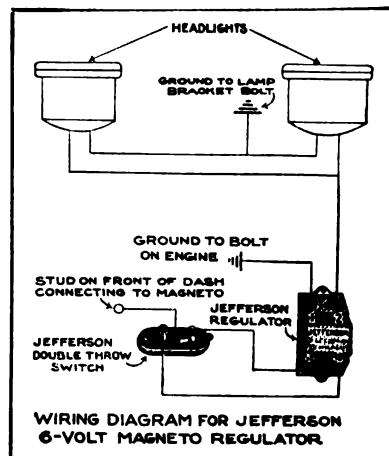 HEADLIGHTS
GROUND TO LAMP
BRACKET BOLT
GROUND TO BOLT
ON ENGINE
STUD ON FRONT OF DASH
CONNECTING TO MAGNETO
JEFFERSON
REGULATOR
JEFFERSON
DOUBLE THROW
SWITCH
WIRING DIAGRAM FOR JEFFERSON
6-VOLT MAGNETO REGULATOR